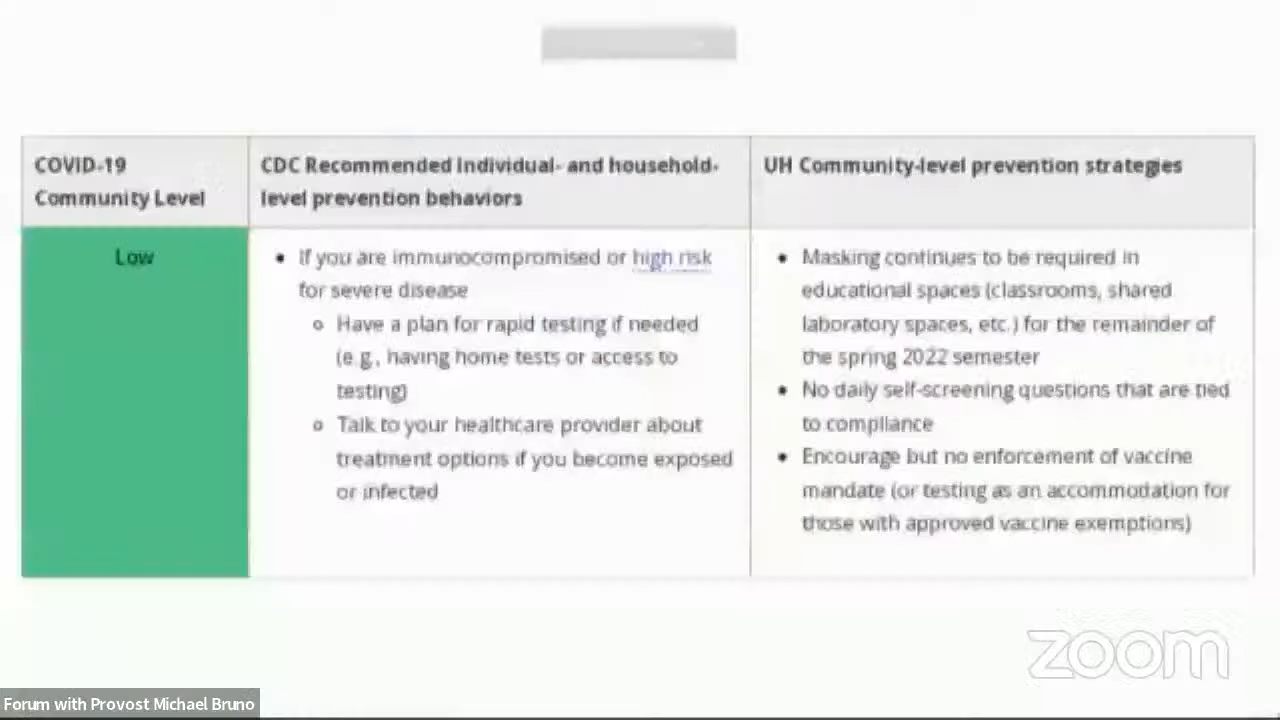 COVID-19
Community Level
CDC Recommended Individual- and household-
level prevention behaviors
UH Community-level prevention strategies
Low
• If you are immunocompromised or high risk
for severe disease
o Have a plan for rapid testing if needed
(e.g., having home tests or access to
testing)
o Talk to your healthcare provider about
treatment options if you become exposed
or infected
• Masking continues to be required in
educational spaces (classrooms, shared
laboratory spaces, etc.) for the remainder of
the spring 2022 semester
• No daily self-screening questions that are tied
to compliance
• Encourage but no enforcement of vaccine
mandate (or testing as an accommodation for
those with approved vaccine exemptions)
zoom
Forum with Provost Michael Bruno